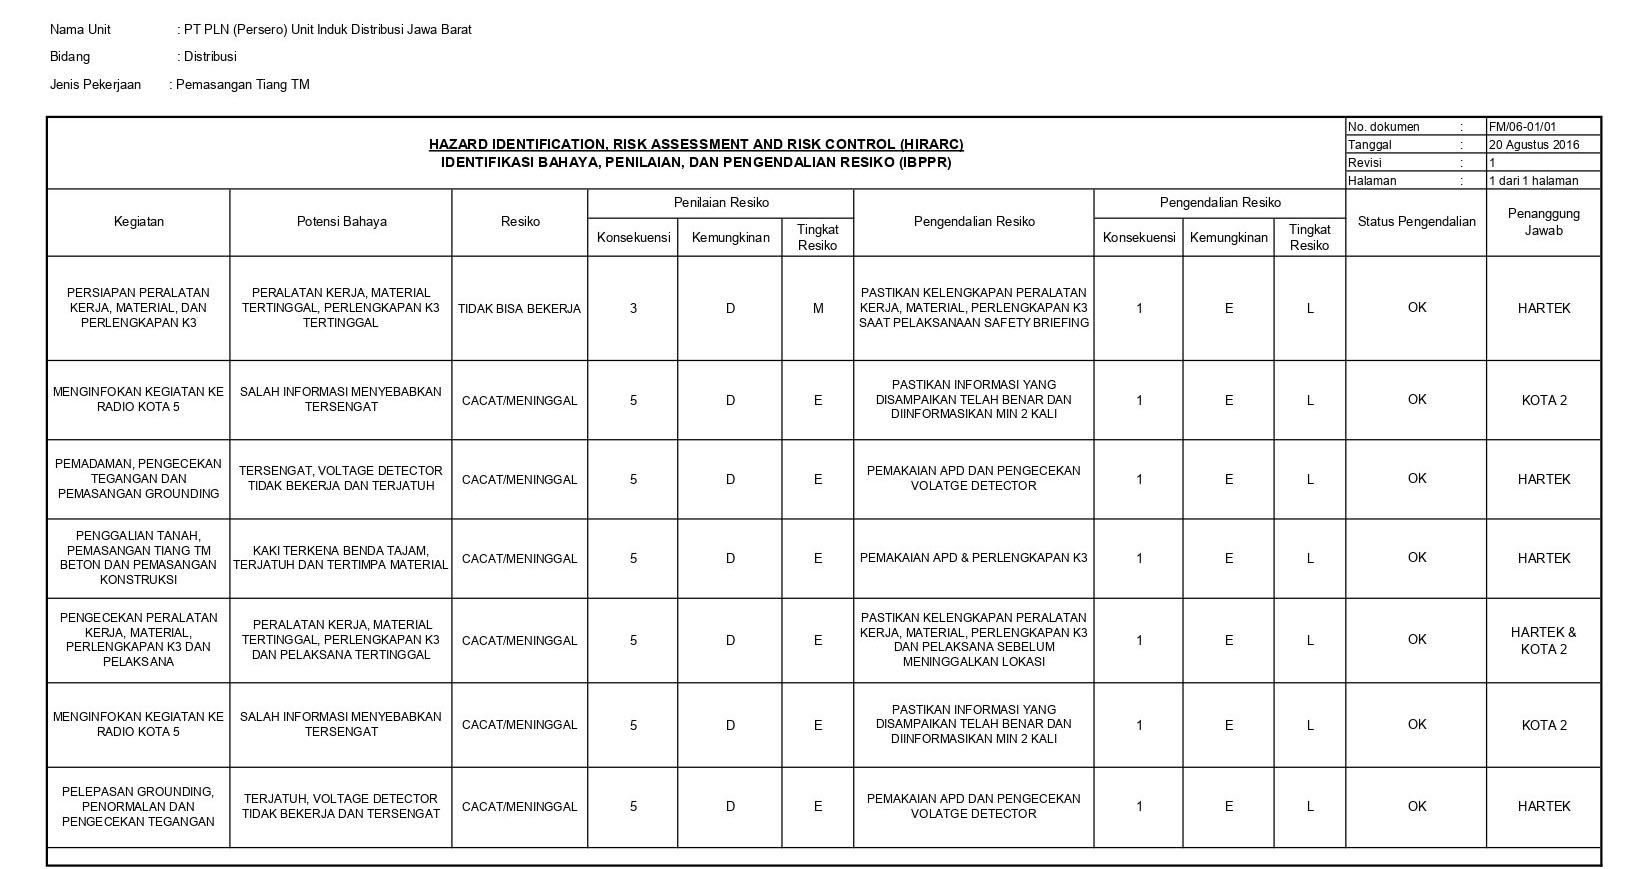 Nama Unit : PT PLN (Persero) Unit Induk Distribusi Jawa Barat
Bidang : Distribusi
Jenis Pekerjaan : Pemasangan Tiang TM
HAZARD IDENTIFICATION, RISK ASSESSMENT AND RISK CONTROL (HIRARC)
IDENTIFIKASI BAHAYA, PENILAIAN, DAN PENGENDALIAN RESIKO (IBPPR)
No. dokumen : FM/06-01/01
Tanggal : 20 Agustus 2016
Revisi : 1
Halaman : 1 dari 1 halaman
Kegiatan
Potensi Bahaya
Resiko
Penilaian Resiko
Konsekuensi
Kemungkinan
Tingkat
Resiko
Pengendalian Resiko
Pengendalian Resiko
Konsekuensi
Kemungkinan
Tingkat
Resiko
Status Pengendalian
Penanggung
Jawab
PERSIAPAN PERALATAN
KERJA, MATERIAL, DAN
PERLENGKAPAN K3
PERALATAN KERJA, MATERIAL
TERTINGGAL, PERLENGKAPAN K3
TERTINGGAL
TIDAK BISA BEKERJA
3
D
M
PASTIKAN KELENGKAPAN PERALATAN
KERJA, MATERIAL, PERLENGKAPAN K3
SAAT PELAKSANAAN SAFETY BRIEFING
1
E
L
OK
HARTEK
MENGINFOKAN KEGIATAN KE
RADIO KOTA 5
SALAH INFORMASI MENYEBABKAN
TERSENGAT
CACAT/MENINGGAL
5
D
E
PASTIKAN INFORMASI YANG
DISAMPAIKAN TELAH BENAR DAN
DIINFORMASIKAN MIN 2 KALI
1
E
L
OK
KOTA 2
PEMADAMAN, PENGECEKAN
TEGANGAN DAN
PEMASANGAN GROUNDING
TERSENGAT, VOLTAGE DETECTOR
TIDAK BEKERJA DAN TERJATUH
CACAT/MENINGGAL
5
D
E
PEMAKAIAN APD DAN PENGECEKAN
VOLATGE DETECTOR
1
E
L
OK
HARTEK
PENGGALIAN TANAH,
PEMASANGAN TIANG TM
BETON DAN PEMASANGAN
KONSTRUKSI
KAKI TERKENA BENDA TAJAM,
TERJATUH DAN TERTIMPA MATERIAL
CACAT/MENINGGAL
5
D
E
PEMAKAIAN APD & PERLENGKAPAN K3
1
E
L
OK
HARTEK
PENGECEKAN PERALATAN
KERJA, MATERIAL,
PERLENGKAPAN K3 DAN
PELAKSANA
PERALATAN KERJA, MATERIAL
TERTINGGAL, PERLENGKAPAN K3
DAN PELAKSANA TERTINGGAL
CACAT/MENINGGAL
5
D
E
PASTIKAN KELENGKAPAN PERALATAN
KERJA, MATERIAL, PERLENGKAPAN K3
DAN PELAKSANA SEBELUM
MENINGGALKAN LOKASI
1
E
L
OK
HARTEK &
KOTA 2
MENGINFOKAN KEGIATAN KE
RADIO KOTA 5
SALAH INFORMASI MENYEBABKAN
TERSENGAT
CACAT/MENINGGAL
5
D
E
PASTIKAN INFORMASI YANG
DISAMPAIKAN TELAH BENAR DAN
DIINFORMASIKAN MIN 2 KALI
1
E
L
OK
KOTA 2
PELEPASAN GROUNDING,
PENORMALAN DAN
PENGECEKAN TEGANGAN
TERJATUH, VOLTAGE DETECTOR
TIDAK BEKERJA DAN TERSENGAT
CACAT/MENINGGAL
5
D
E
PEMAKAIAN APD DAN PENGECEKAN
VOLATGE DETECTOR
1
E
L
OK
HARTEK